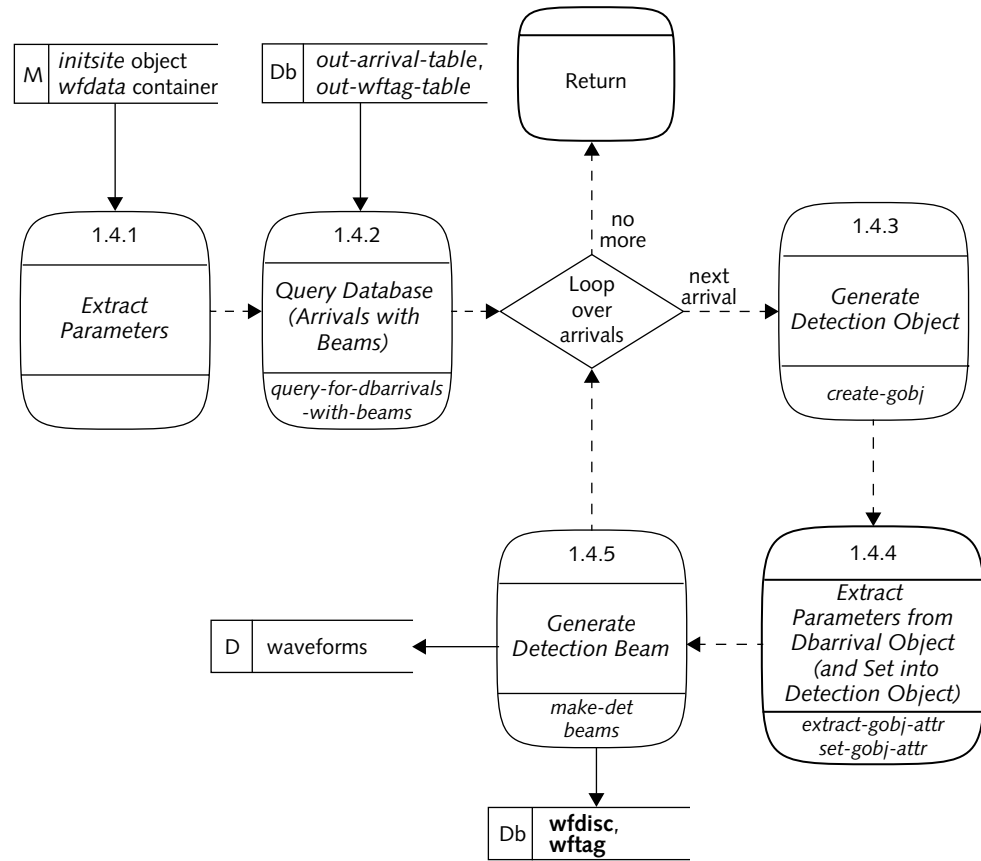 M
initsite object
wfdata container
Db
out-arrival-table,
out-wftag-table
Return
1.4.1
Extract
Parameters
1.4.2
Query Database
(Arrivals with
Beams)
query-for-dbarrivals
-with-beams
no
more
Loop
over
arrivals
next
arrival
1.4.3
Generate
Detection Object
create-gobj
1.4.4
Extract
Parameters from
Dbarrival Object
(and Set into
Detection Object)
extract-gobj-attr
set-gobj-attr
1.4.5
Generate
Detection Beam
make-det
beams
D
waveforms
Db
wfdisc,
wftag